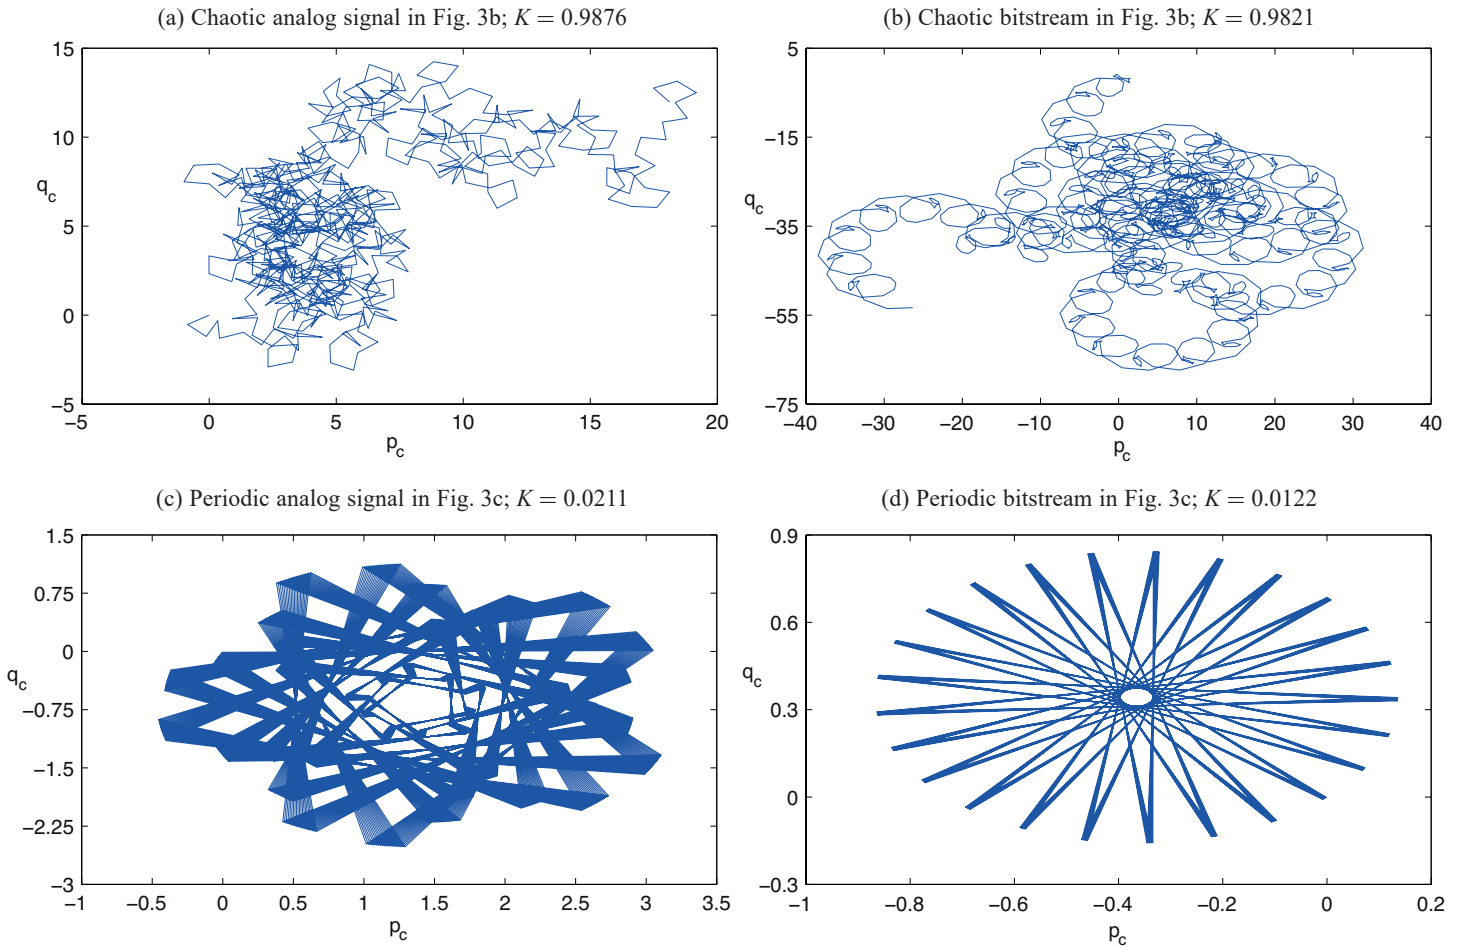 (a) Chaotic analog signal in Fig. 3b; K = 0.9876
15
10
5
0
−5
q_c
−5 0 5 10 15 20
p_c
(b) Chaotic bitstream in Fig. 3b; K = 0.9821
5
−15
−35
−55
−75
q_c
−40 −30 −20 −10 0 10 20 30 40
p_c
(c) Periodic analog signal in Fig. 3c; K = 0.0211
1.5
0.75
0
−0.75
−1.5
−2.25
−3
q_c
−1 −0.5 0 0.5 1 1.5 2 2.5 3 3.5
p_c
(d) Periodic bitstream in Fig. 3c; K = 0.0122
0.9
0.6
0.3
0
−0.3
q_c
−1 −0.8 −0.6 −0.4 −0.2 0 0.2
p_c